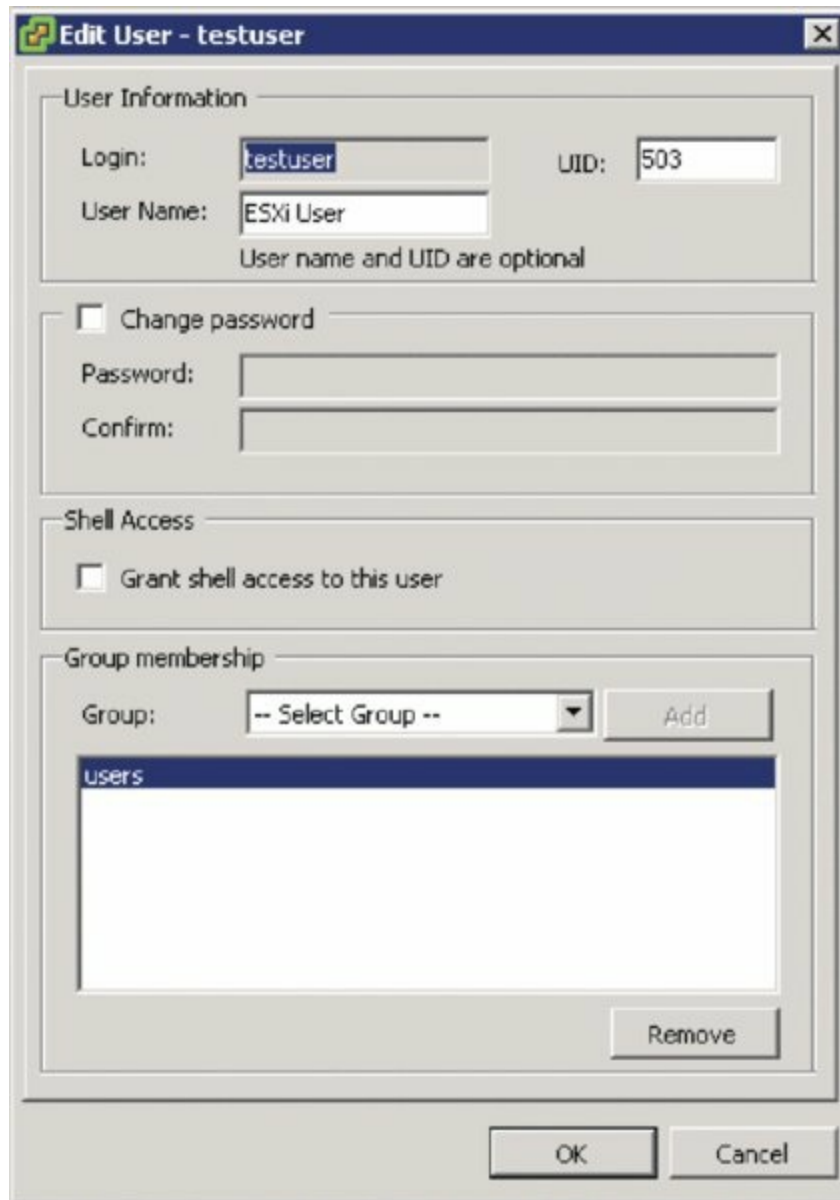 Edit User - testuser
User Information
Login: testuser UID: 503
User Name: ESXi User
User name and UID are optional
Change password
Password:
Confirm:
Shell Access
Grant shell access to this user
Group membership
Group: -- Select Group -- Add
users
Remove
OK Cancel